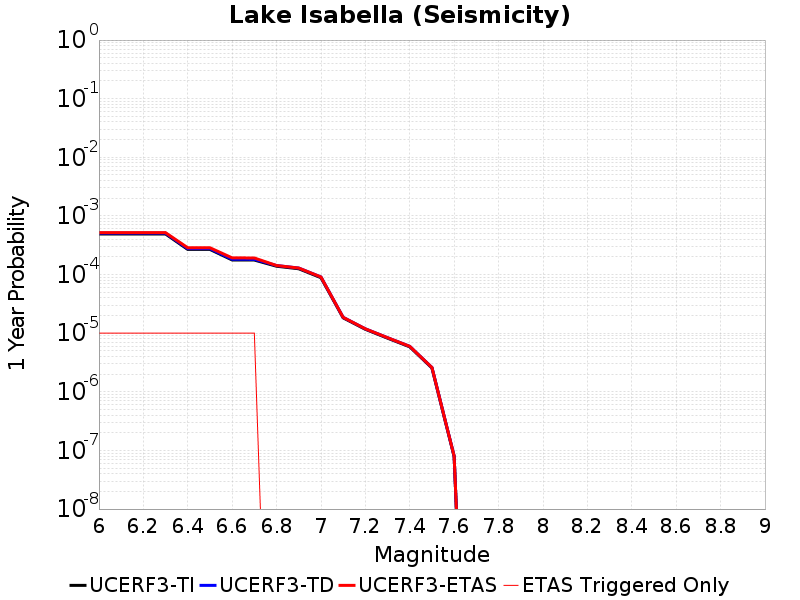 Lake Isabella (Seismicity)
1 Year Probability
10^0
10^-1
10^-2
10^-3
10^-4
10^-5
10^-6
10^-7
10^-8
6 6.2 6.4 6.6 6.8 7 7.2 7.4 7.6 7.8 8 8.2 8.4 8.6 8.8 9
Magnitude
UCERF3-TI UCERF3-TD UCERF3-ETAS ETAS Triggered Only